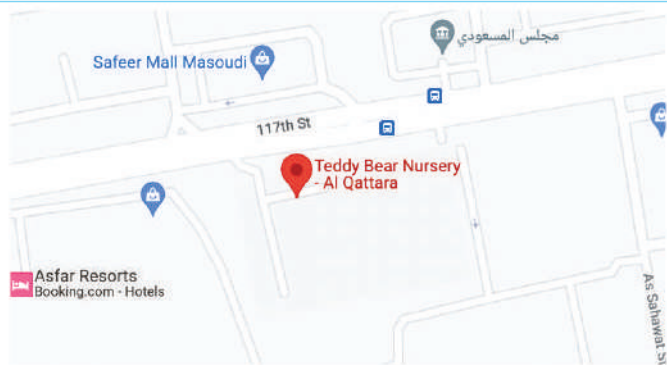 مجلس المسعودي
Safeer Mall Masoudi
117th St
Teddy Bear Nursery
- Al Qattara
Asfar Resorts
Booking.com - Hotels
As Sahawat St